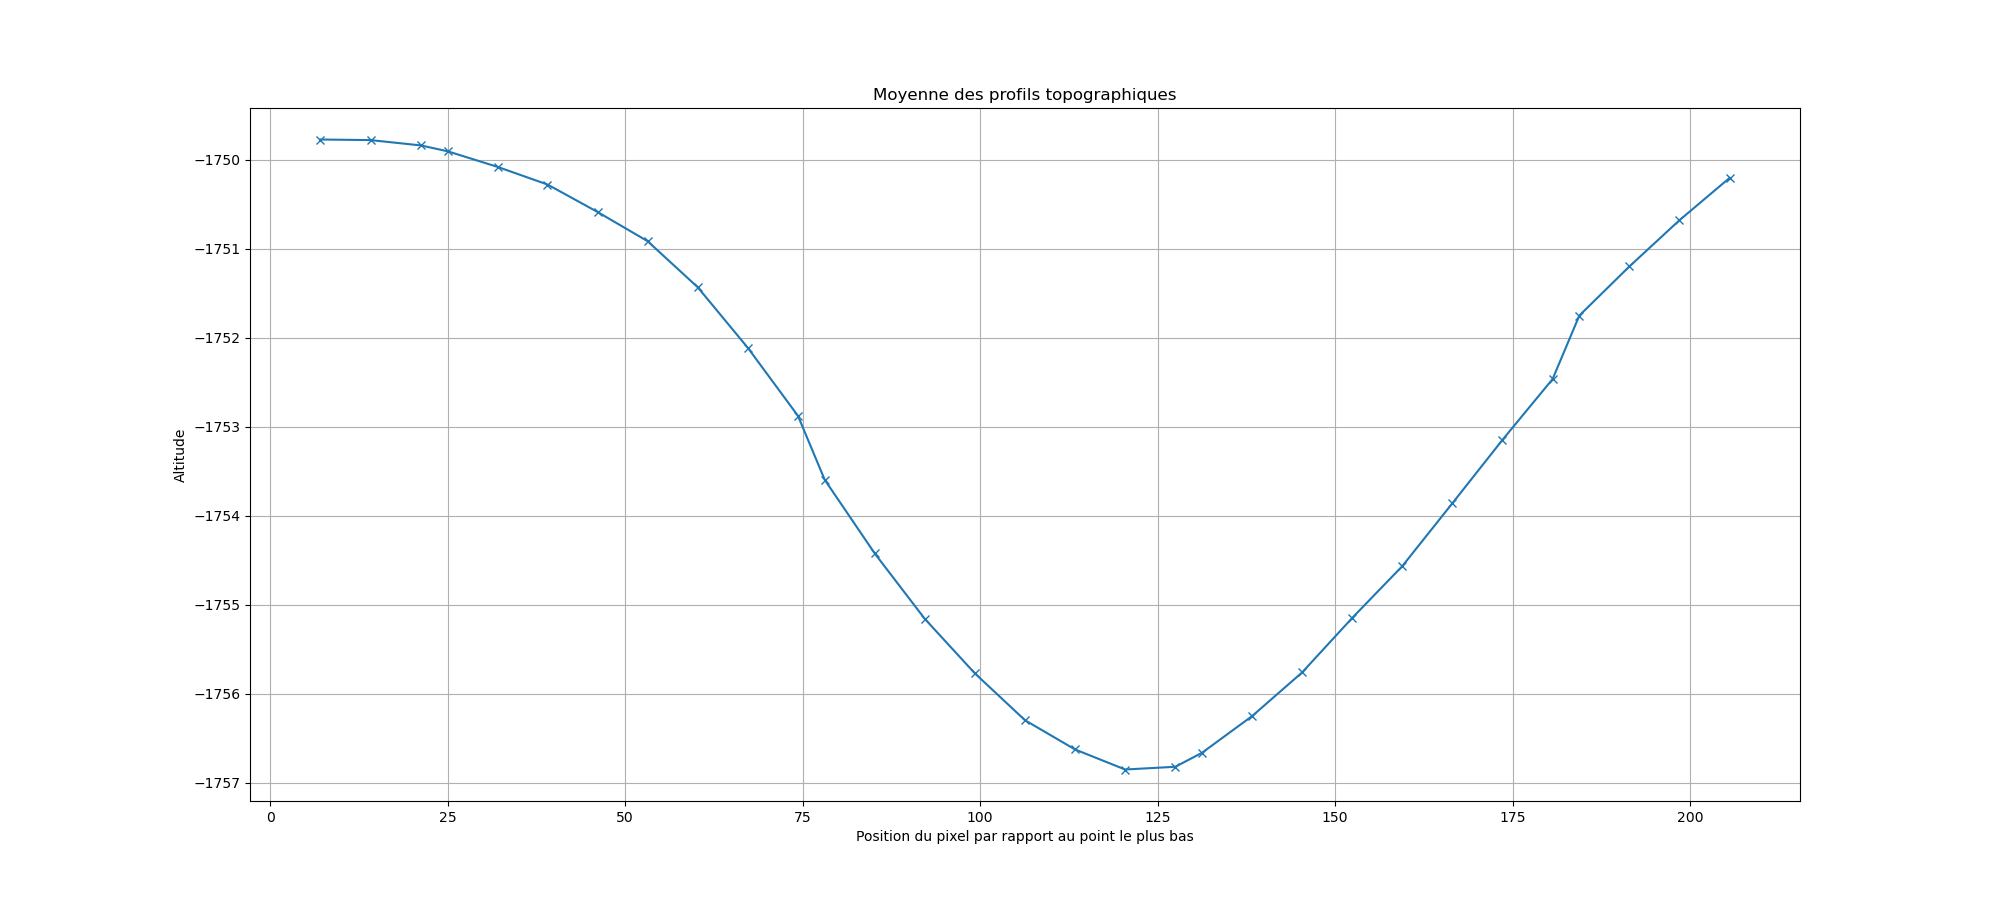 Moyenne des profils topographiques
Altitude
−1750
−1751
−1752
−1753
−1754
−1755
−1756
−1757
0 25 50 75 100 125 150 175 200
Position du pixel par rapport au point le plus bas